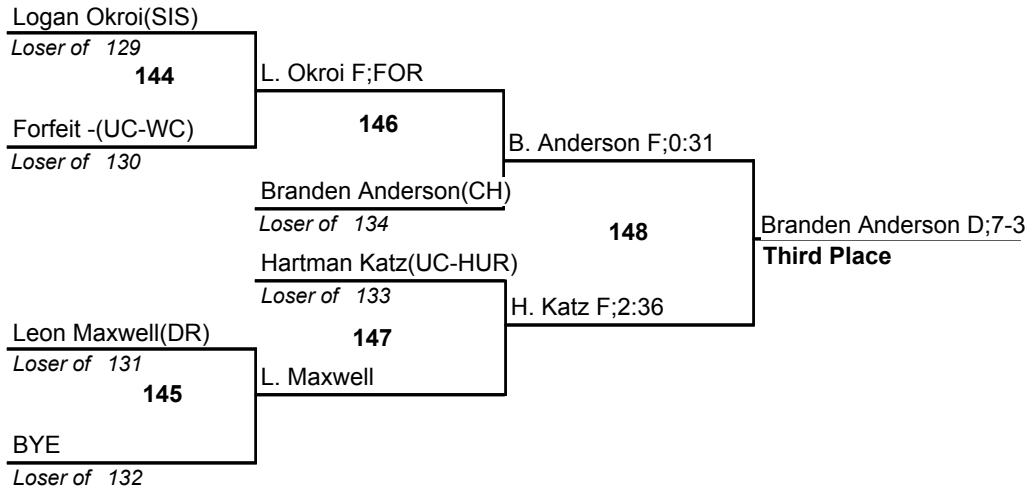 Logan Okroi(SIS)
Loser of 129
144
L. Okroi F;FOR
Forfeit -(UC-WC)
Loser of 130
146
B. Anderson F;0:31
Branden Anderson(CH)
Loser of 134
148
Branden Anderson D;7-3
Third Place
Hartman Katz(UC-HUR)
Loser of 133
H. Katz F;2:36
147
Leon Maxwell(DR)
Loser of 131
145
L. Maxwell
BYE
Loser of 132